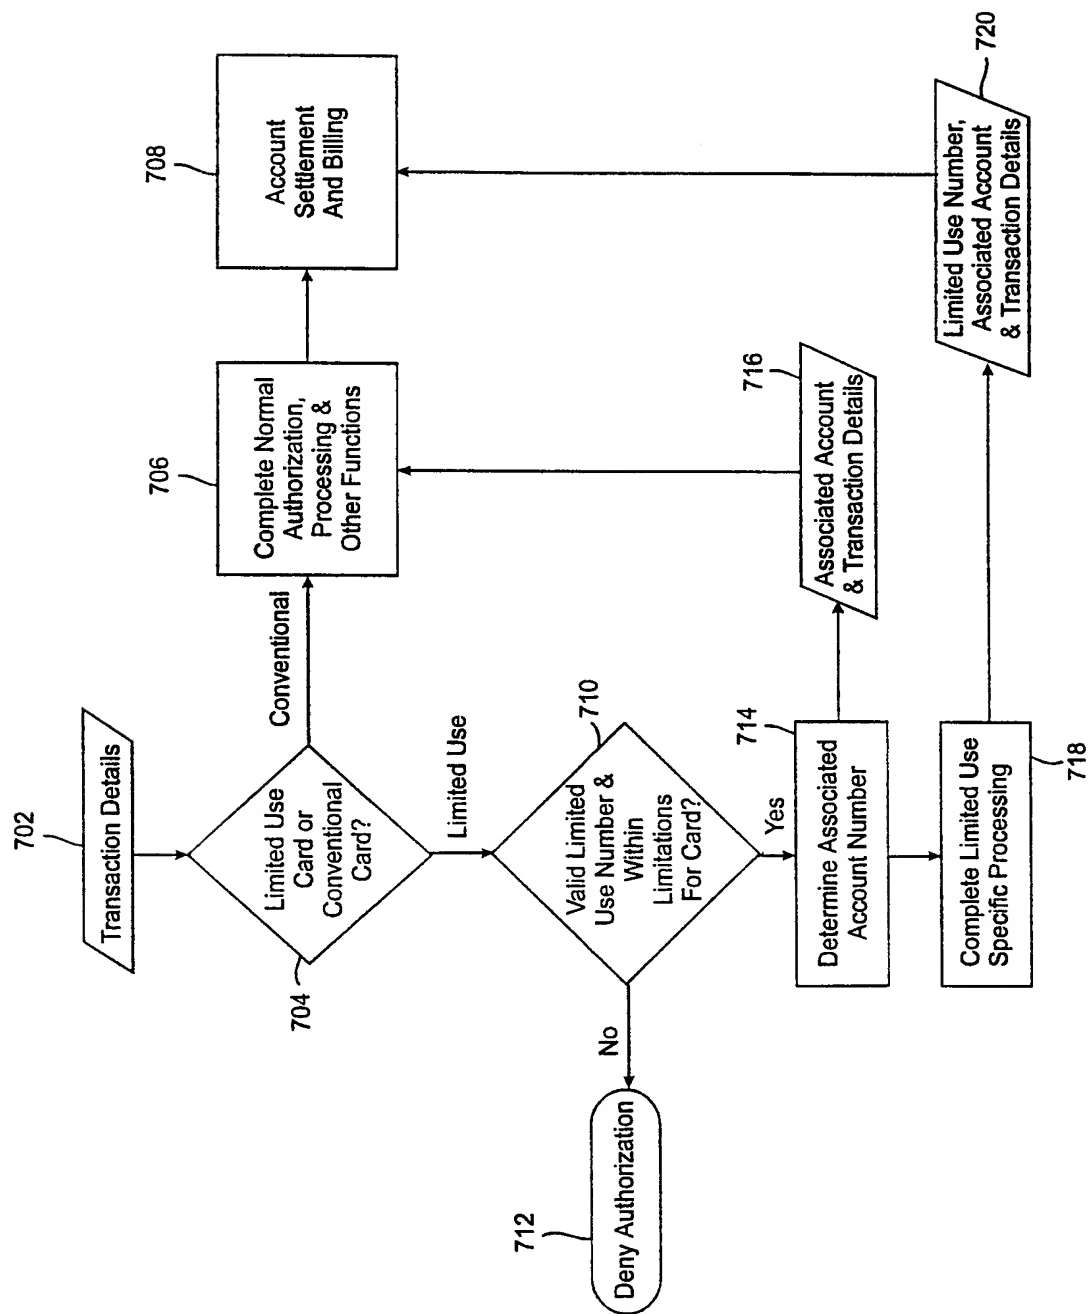 702
Transaction Details
Limited Use
Card or
Conventional
Card?
704
Conventional
Complete Normal
Authorization,
Processing &
Other Functions
706
Account
Settlement
And Billing
708
Limited Use
Valid Limited
Use Number &
Within
Limitations
For Card?
710
No
Deny Authorization
712
Yes
Determine Associated
Account Number
714
Associated Account
& Transaction Details
716
Complete Limited Use
Specific Processing
718
Limited Use Number,
Associated Account
& Transaction Details
720